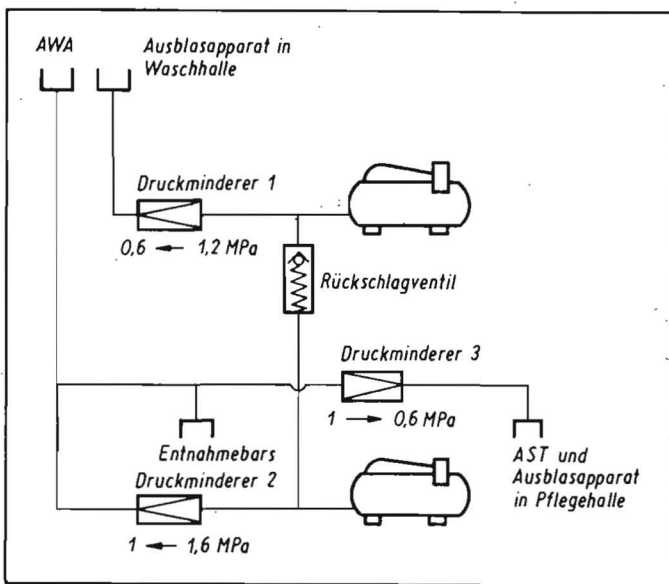 AWA
Ausblasapparat in
Waschhalle
Druckminderer 1
0,6 ← 1,2 MPa
Rückschlagventil
Druckminderer 3
1 → 0,6 MPa
Entnahmebars
AST und
Ausblasapparat
in Pflegehalle
Druckminderer 2
1 ← 1,6 MPa